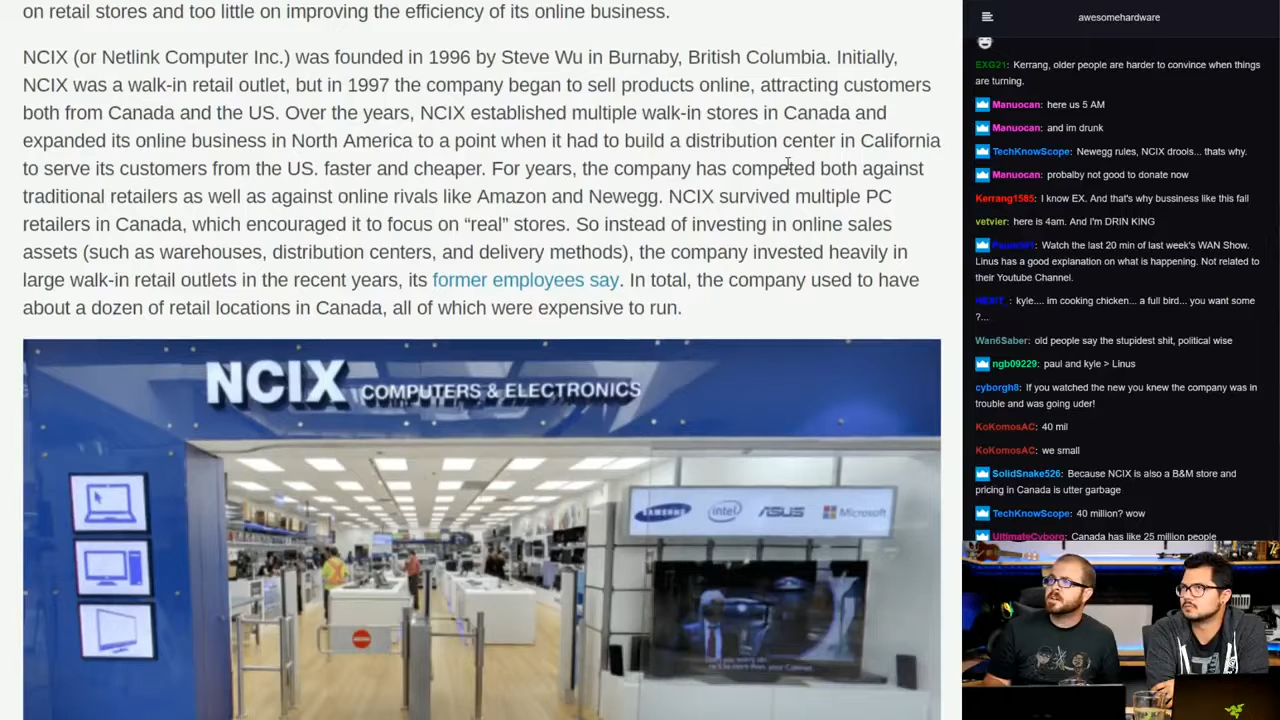 on retail stores and too little on improving the efficiency of its online business.
NCIX (or Netlink Computer Inc.) was founded in 1996 by Steve Wu in Burnaby, British Columbia. Initially,
NCIX was a walk-in retail outlet, but in 1997 the company began to sell products online, attracting customers
both from Canada and the US. Over the years, NCIX established multiple walk-in stores in Canada and
expanded its online business in North America to a point when it had to build a distribution center in California
to serve its customers from the US. faster and cheaper. For years, the company has competed both against
traditional retailers as well as against online rivals like Amazon and Newegg. NCIX survived multiple PC
retailers in Canada, which encouraged it to focus on “real” stores. So instead of investing in online sales
assets (such as warehouses, distribution centers, and delivery methods), the company invested heavily in
large walk-in retail outlets in the recent years, its former employees say. In total, the company used to have
about a dozen of retail locations in Canada, all of which were expensive to run.
NCIX COMPUTERS & ELECTRONICS
SAMSUNG intel ASUS Microsoft
awesomehardware
EXG21: Kerrang, older people are harder to convince when things
are turning.
Manuocan: here us 5 AM
Manuocan: and im drunk
TechKnowScope: Newegg rules, NCIX drools... thats why.
Manuocan: probalby not good to donate now
Kerrang1585: I know EX. And that's why bussiness like this fall
vetvier: here is 4am. And I'm DRIN KING
Watch the last 20 min of last week's WAN Show.
Linus has a good explanation on what is happening. Not related to
their Youtube Channel.
: kyle.... im cooking chicken... a full bird... you want some
?...
Wan6Saber: old people say the stupidest shit, political wise
ngb09229: paul and kyle > Linus
cyborgh8: If you watched the new you knew the company was in
trouble and was going uder!
KoKomosAC: 40 mil
KoKomosAC: we small
SolidSnake526: Because NCIX is also a B&M store and
pricing in Canada is utter garbage
TechKnowScope: 40 million? wow
UltimateCyborg: Canada has like 25 million people